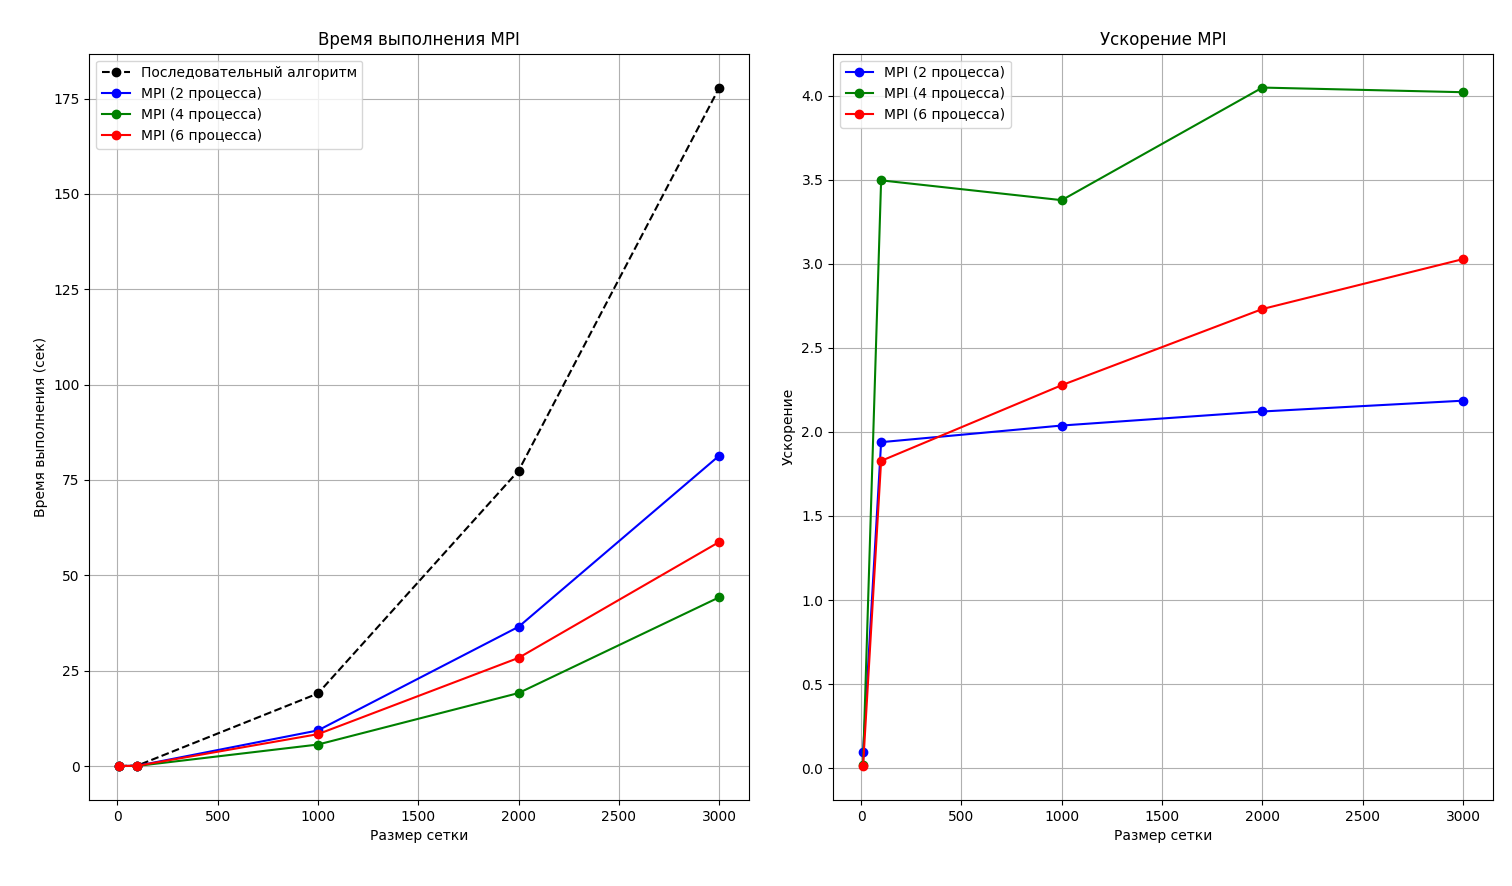 Время выполнения MPI
Последовательный алгоритм
MPI (2 процесса)
MPI (4 процесса)
MPI (6 процесса)
Время выполнения (сек)
175
150
125
100
75
50
25
0
0
500
1000
1500
2000
2500
3000
Размер сетки
Ускорение MPI
MPI (2 процесса)
MPI (4 процесса)
MPI (6 процесса)
Ускорение
4.0
3.5
3.0
2.5
2.0
1.5
1.0
0.5
0.0
0
500
1000
1500
2000
2500
3000
Размер сетки